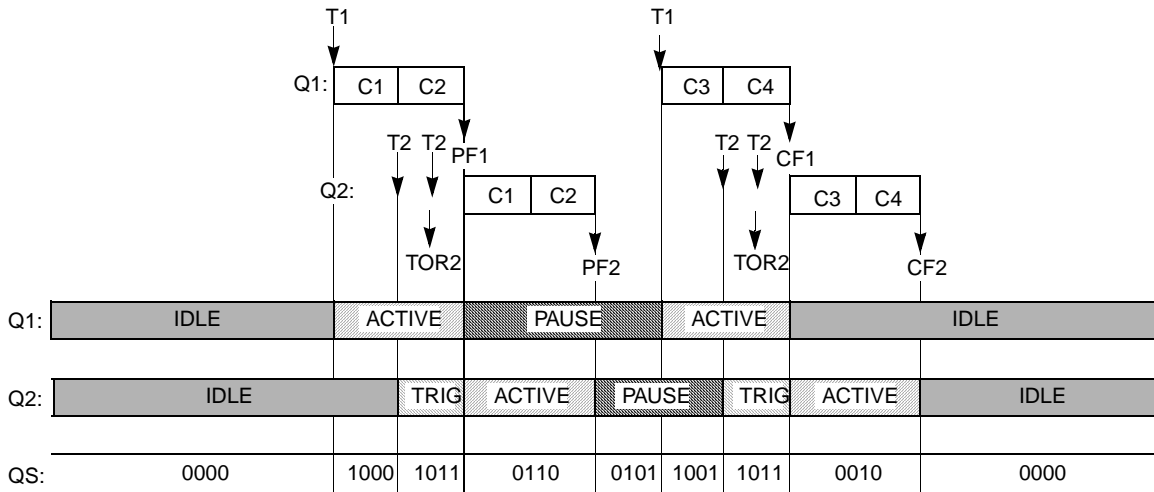 T1 T1
Q1: C1 C2 C3 C4
T2 T2 PF1 T2 T2 CF1
Q2: C1 C2 C3 C4
TOR2 PF2 TOR2 CF2
Q1: IDLE ACTIVE PAUSE ACTIVE IDLE
Q2: IDLE TRIG ACTIVE PAUSE TRIG ACTIVE IDLE
QS: 0000 1000 1011 0110 0101 1001 1011 0010 0000